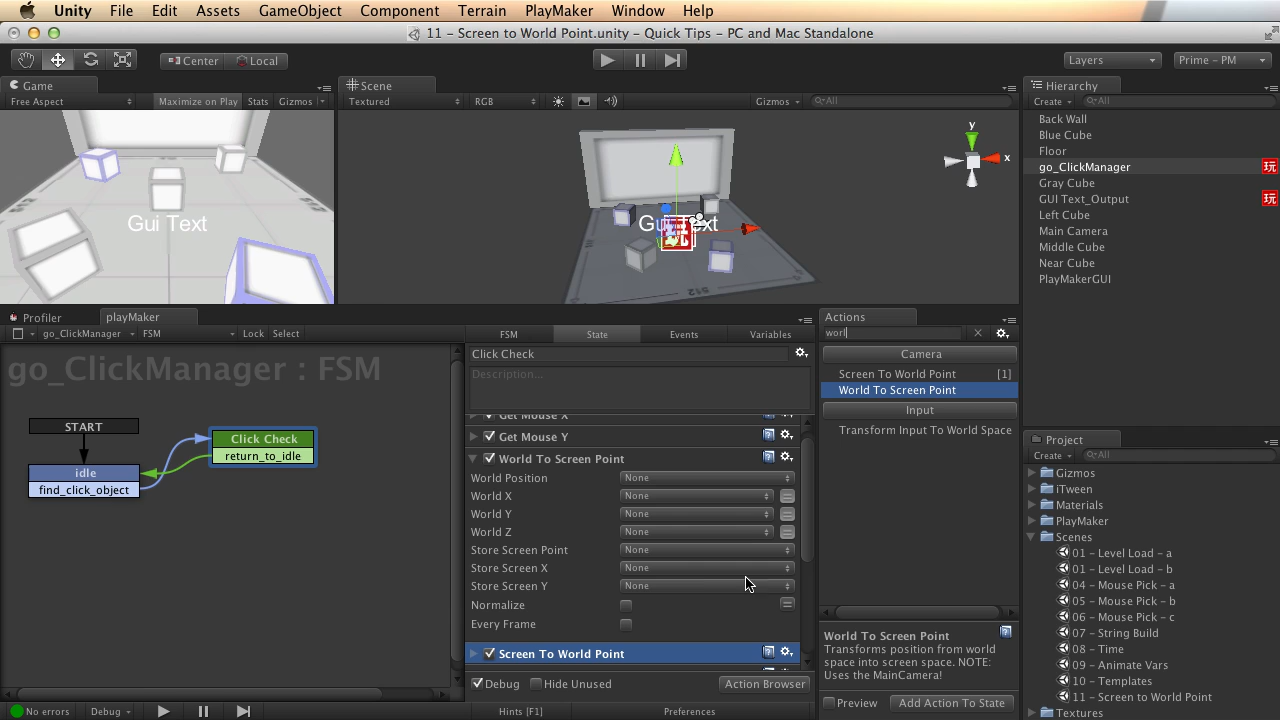 Unity File Edit Assets GameObject Component Terrain PlayMaker Window Help
11 – Screen to World Point.unity – Quick Tips – PC and Mac Standalone
Center Local Layers Prime - PM
Game
Free Aspect Maximize on Play Stats Gizmos
Gui Text
Scene
Textured RGB Gizmos All
y
x
Gui Text
512
Hierarchy
Create All
Back Wall
Blue Cube
Floor
go_ClickManager 玩
Gray Cube
GUI Text_Output 玩
Left Cube
Main Camera
Middle Cube
Near Cube
PlayMakerGUI
Profiler playMaker
go_ClickManager FSM Lock Select
go_ClickManager : FSM
START
idle
find_click_object
Click Check
return_to_idle
FSM State Events Variables
Click Check
Description...
Get Mouse X
Get Mouse Y
World To Screen Point
World Position None
World X None
World Y None
World Z None
Store Screen Point None
Store Screen X None
Store Screen Y None
Normalize
Every Frame
Screen To World Point
Debug Hide Unused Action Browser
No errors Debug Hints [F1] Preferences
Actions
worl
Camera
Screen To World Point [1]
World To Screen Point
Input
Transform Input To World Space
World To Screen Point
Transforms position from world
space into screen space. NOTE:
Uses the MainCamera!
Preview Add Action To State
Project
Create All
Gizmos
iTween
Materials
PlayMaker
Scenes
01 – Level Load – a
01 – Level Load – b
04 – Mouse Pick – a
05 – Mouse Pick – b
06 – Mouse Pick – c
07 – String Build
08 – Time
09 – Animate Vars
10 – Templates
11 – Screen to World Point
Textures